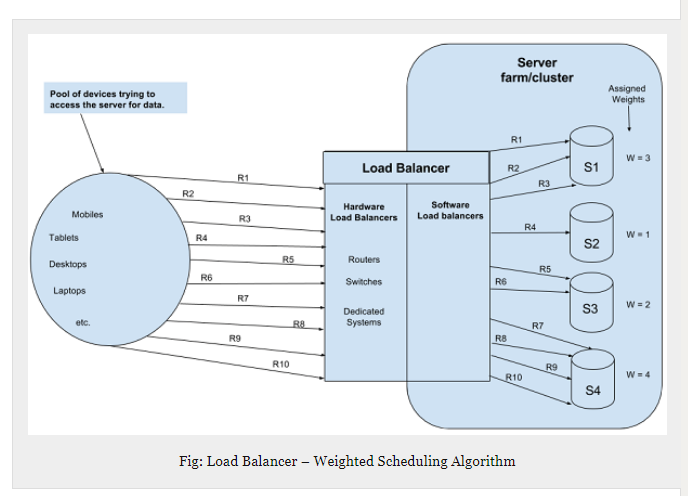 Server
farm/cluster
Assigned
Weights
Pool of devices trying to
access the server for data.
R1
R2
R3
R4
R5
R6
R7
R8
R9
R10
Mobiles
Tablets
Desktops
Laptops
etc.
Load Balancer
Hardware
Load Balancers
Software
Load balancers
Routers
Switches
Dedicated
Systems
R1
R2
R3
R4
R5
R6
R7
R8
R9
R10
S1
W = 3
S2
W = 1
S3
W = 2
S4
W = 4
Fig: Load Balancer – Weighted Scheduling Algorithm